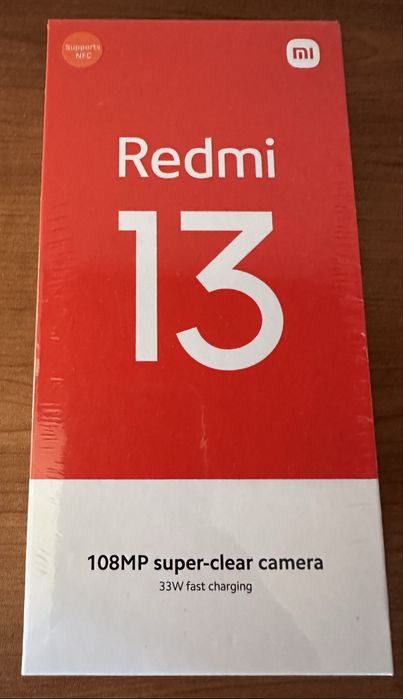 Supports
NFC
mi
Redmi
13
108MP super-clear camera
33W fast charging